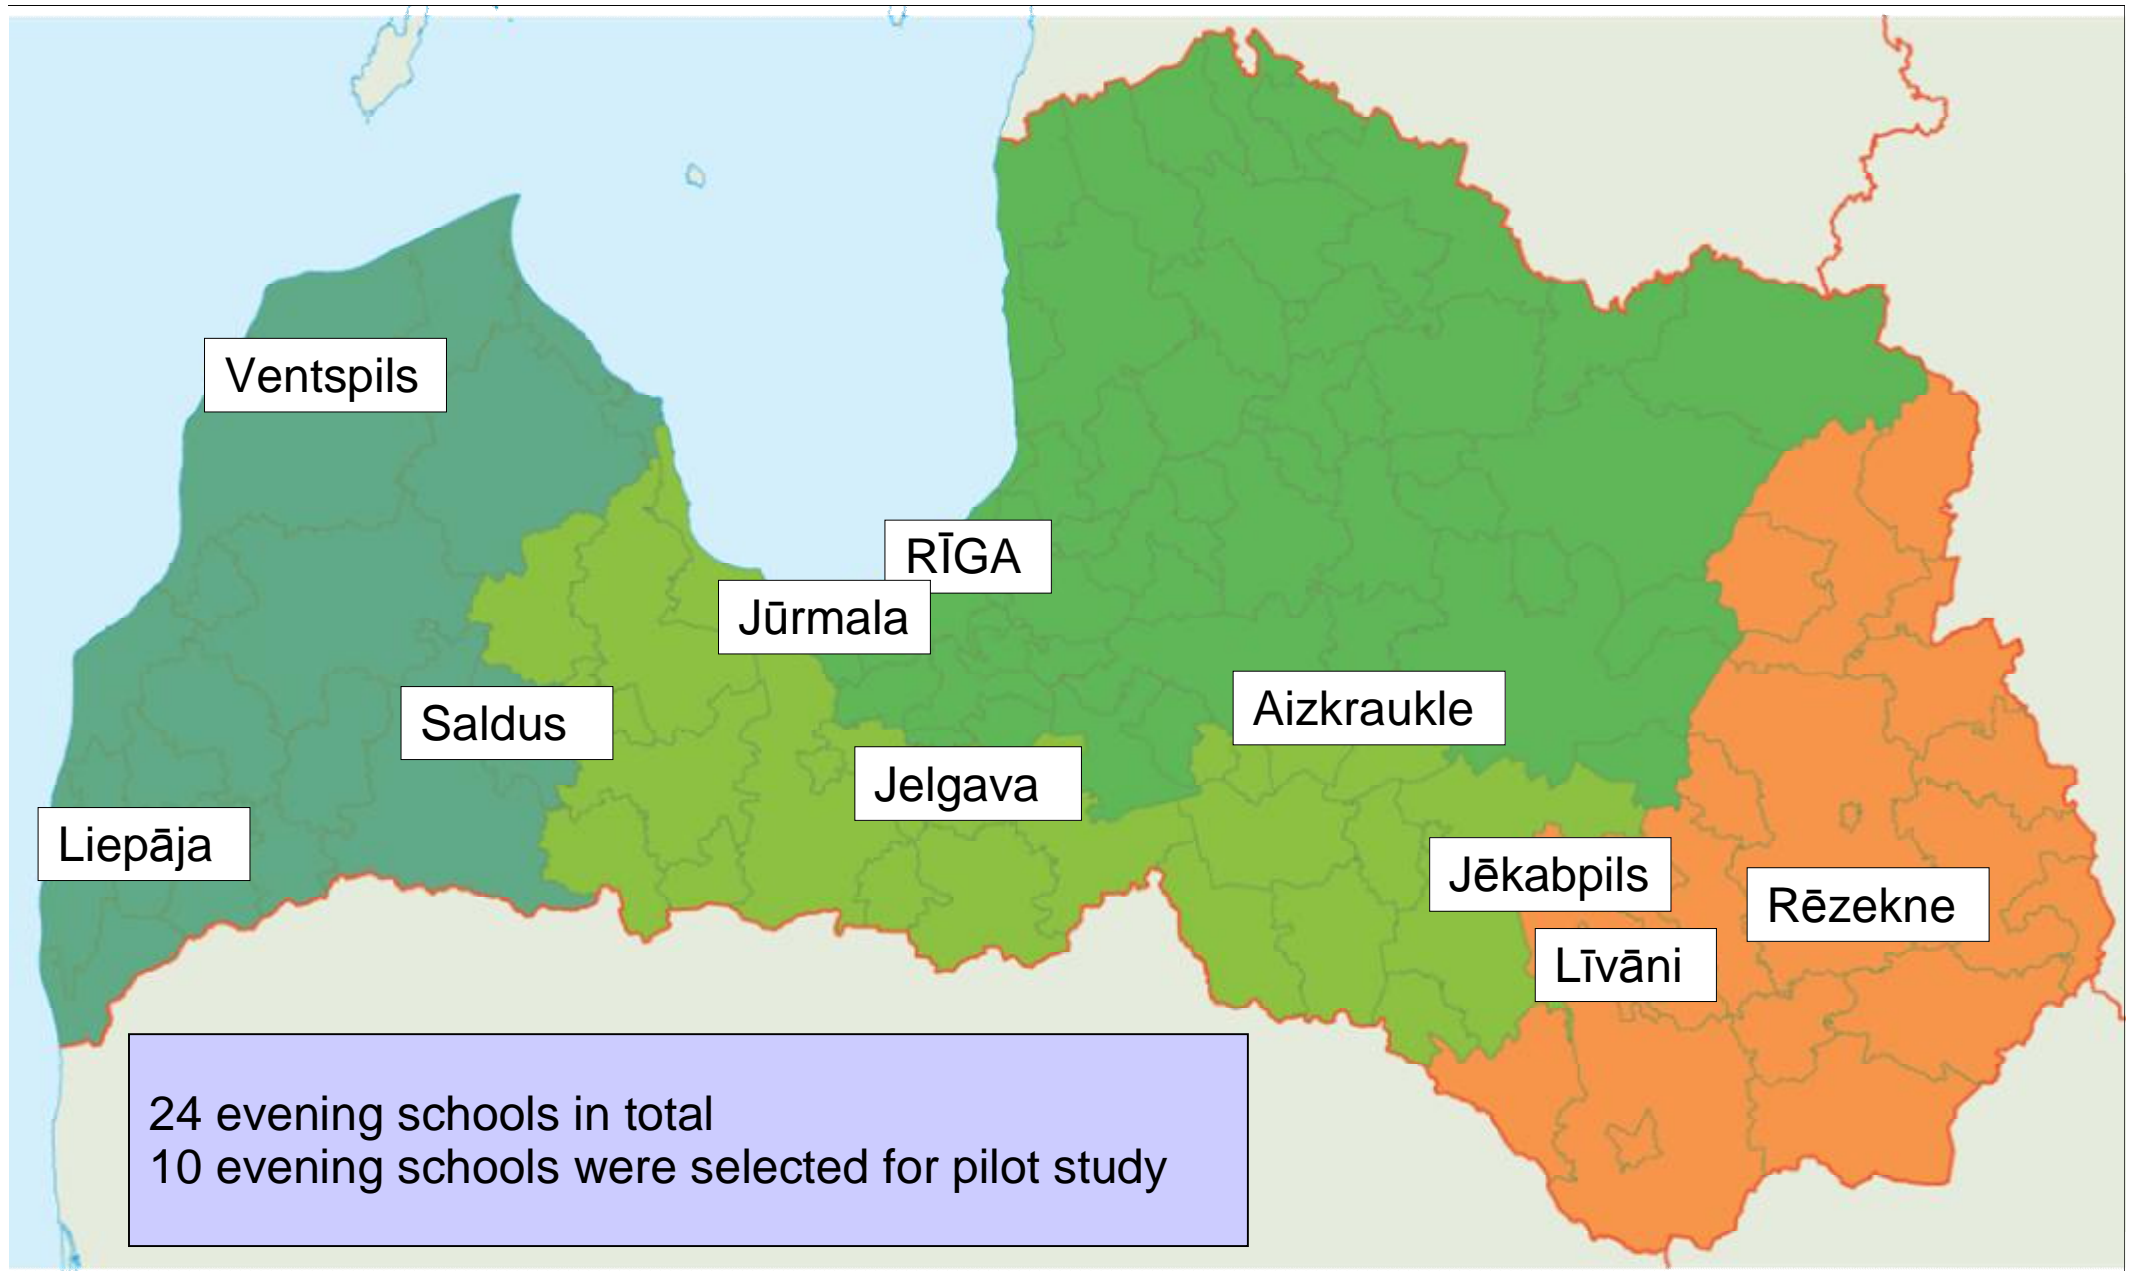 Ventspils
RĪGA
Jūrmala
Saldus
Aizkraukle
Jelgava
Liepāja
Jēkabpils
Rēzekne
Līvāni
24 evening schools in total
10 evening schools were selected for pilot study